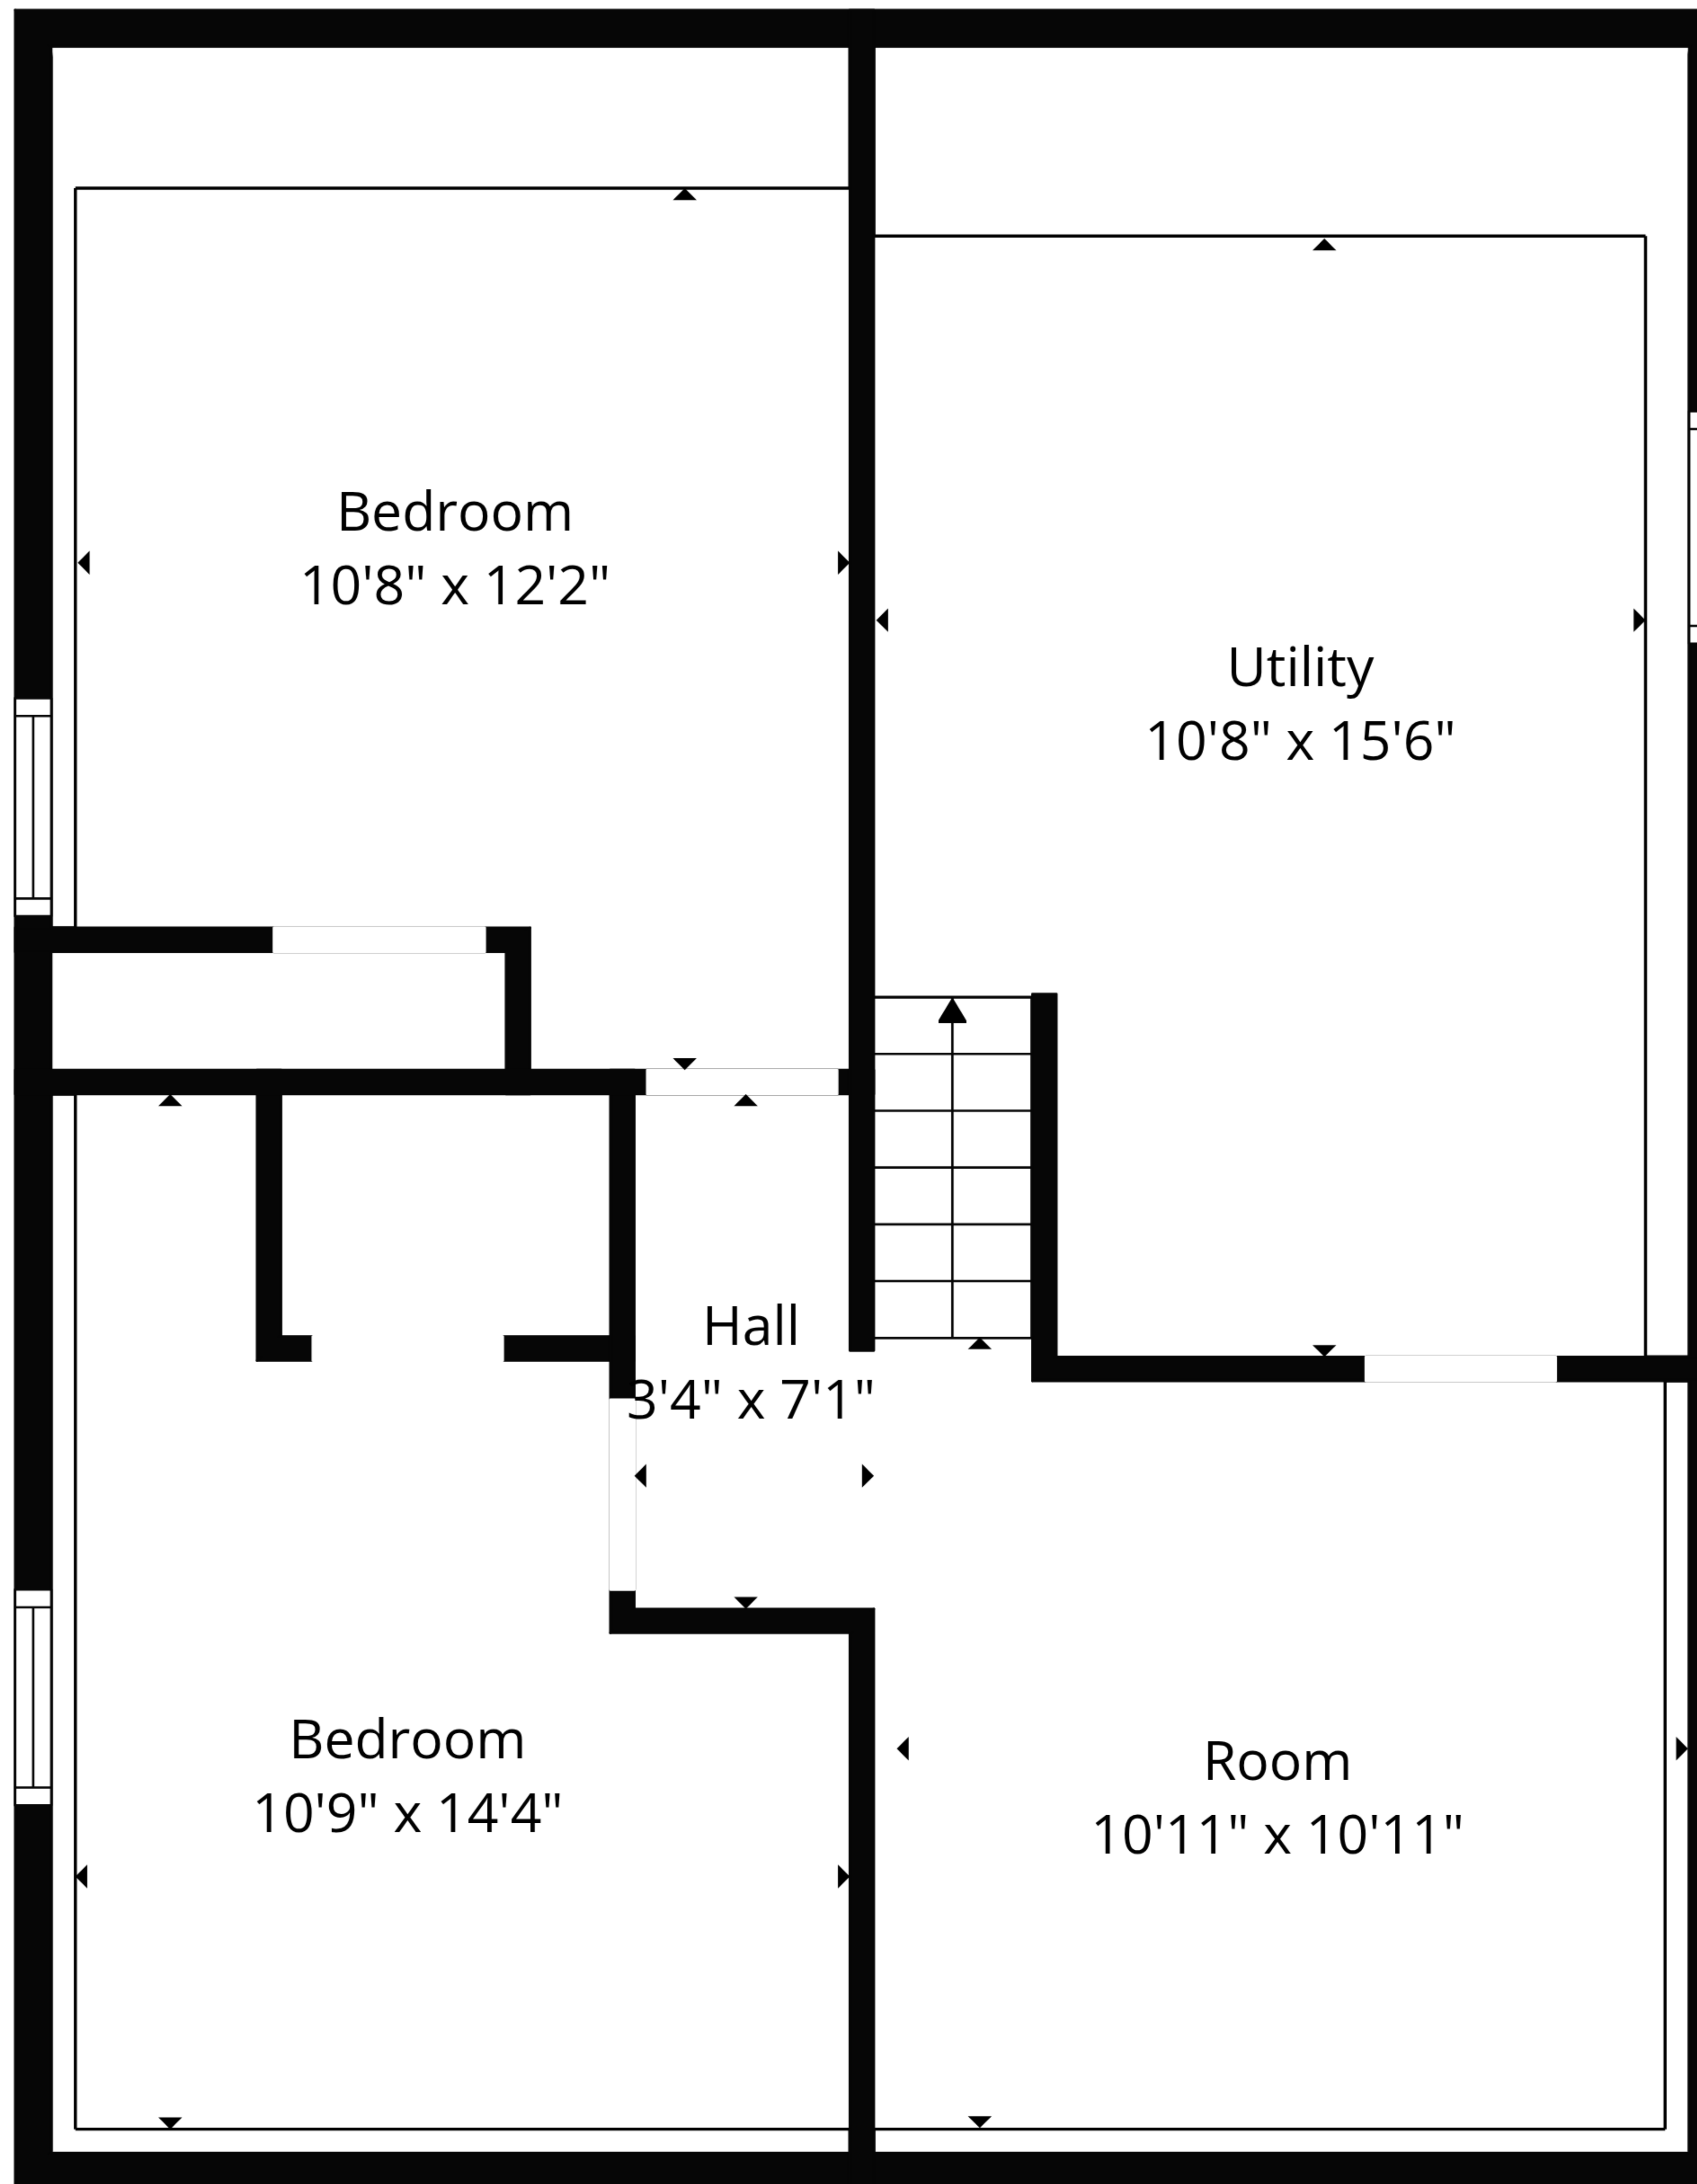 Bedroom
10'8" x 12'2"
Utility
10'8" x 15'6"
Hall
3'4" x 7'1"
Bedroom
10'9" x 14'4"
Room
10'11" x 10'11"